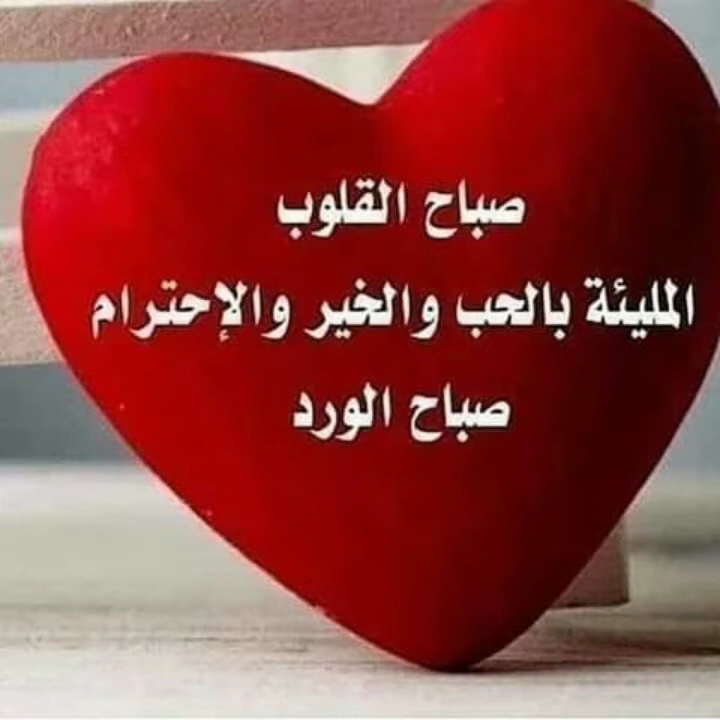 صباح القلوب
المليئة بالحب والخير والإحترام
صباح الورد